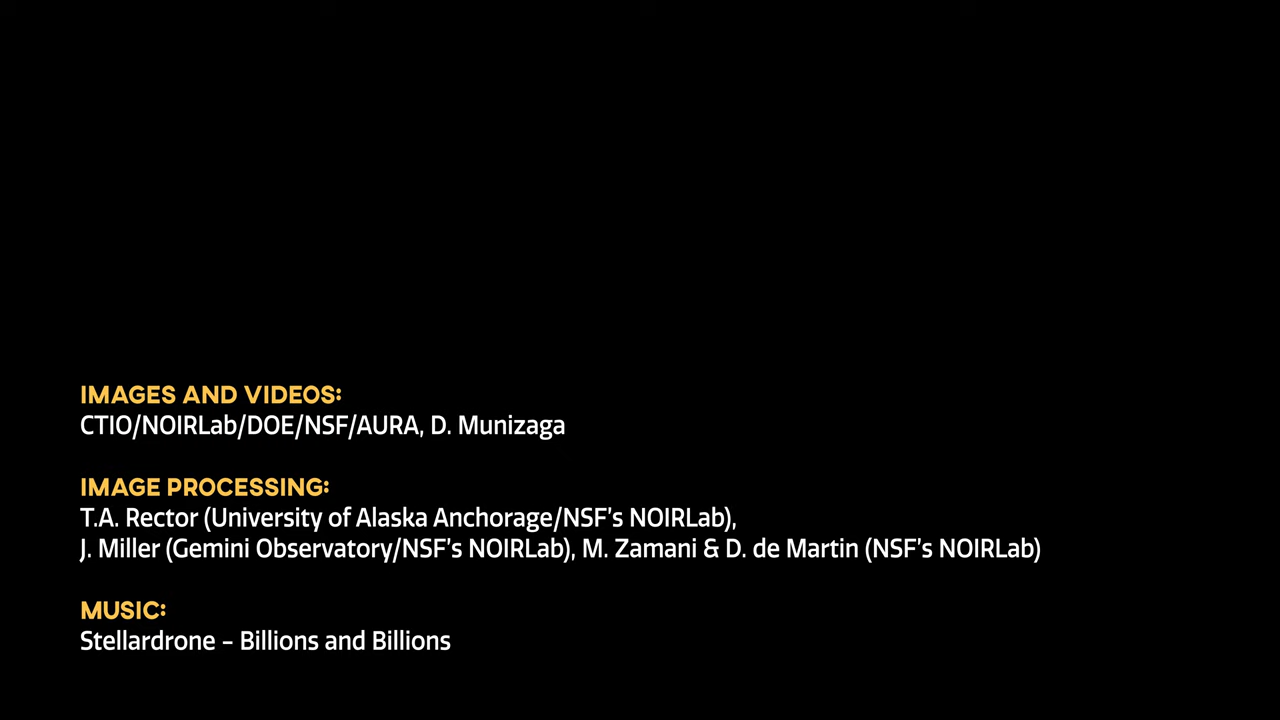 IMAGES AND VIDEOS:
CTIO/NOIRLab/DOE/NSF/AURA, D. Munizaga
IMAGE PROCESSING:
T.A. Rector (University of Alaska Anchorage/NSF’s NOIRLab),
J. Miller (Gemini Observatory/NSF’s NOIRLab), M. Zamani & D. de Martin (NSF’s NOIRLab)
MUSIC:
Stellardrone – Billions and Billions